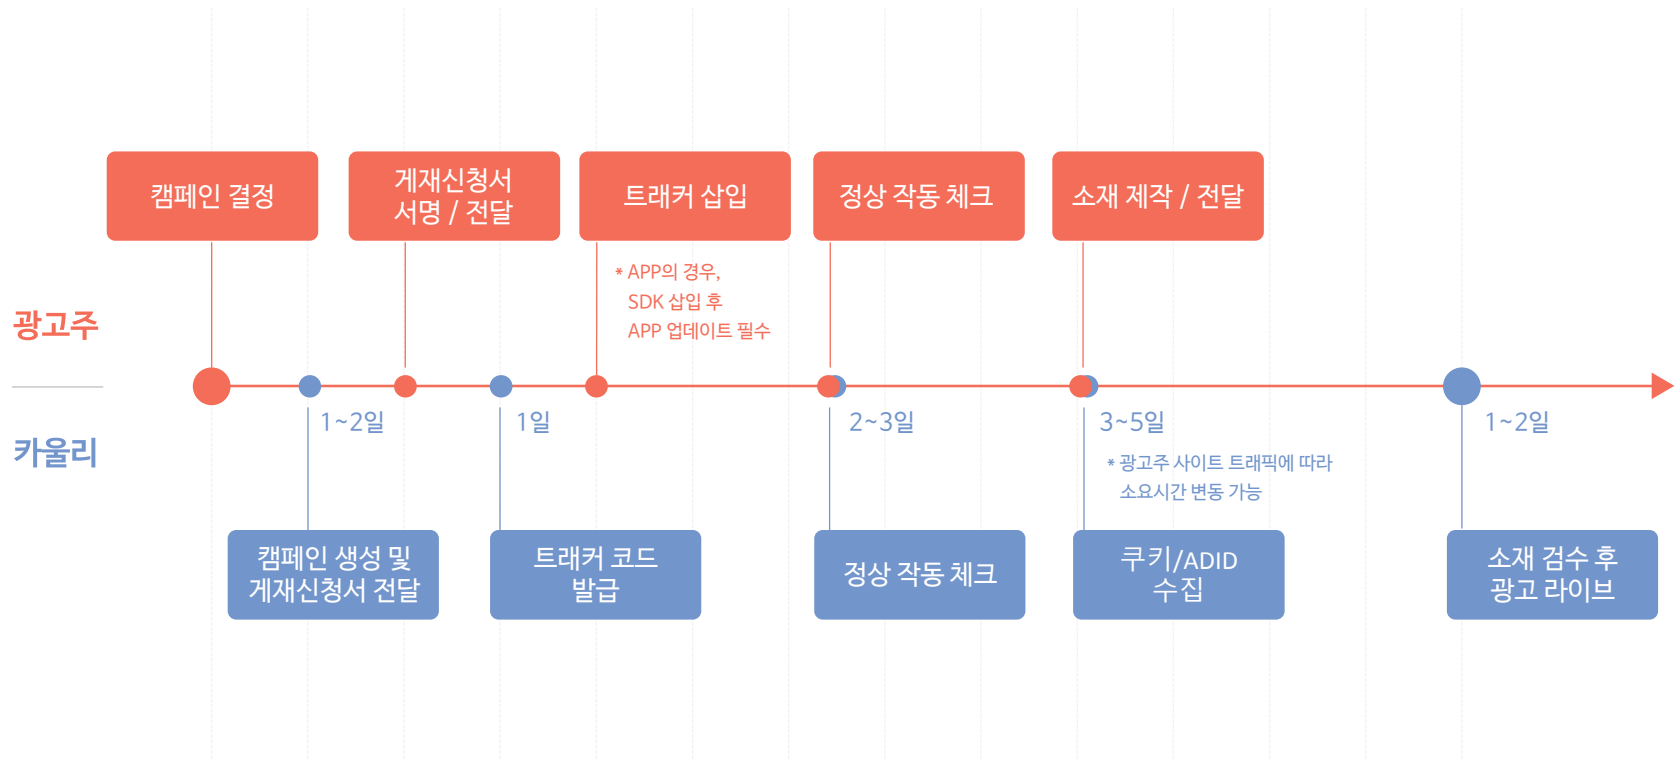 캠페인 결정
게재신청서
서명 / 전달
트래커 삽입
정상 작동 체크
소재 제작 / 전달
* APP의 경우,
SDK 삽입 후
APP 업데이트 필수
광고주
카울리
1~2일
1일
2~3일
3~5일
1~2일
* 광고주 사이트 트래픽에 따라
소요시간 변동 가능
캠페인 생성 및
게재신청서 전달
트래커 코드
발급
정상 작동 체크
쿠키/ADID
수집
소재 검수 후
광고 라이브